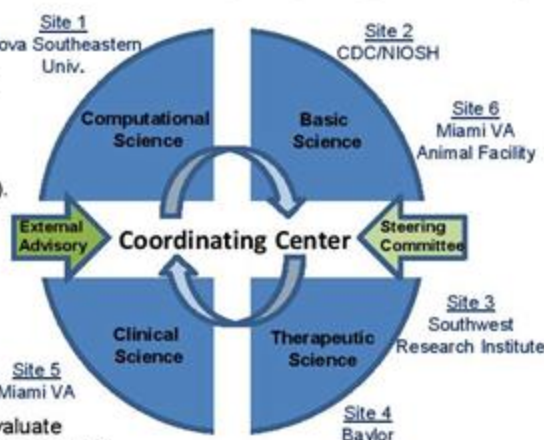 Site 1
ova Southeastern
Univ.
Site 2
CDC/NIOSH
Computational
Science
Basic
Science
Site 6
Miami VA
Animal Facility
).
External
Advisory
Coordinating Center
Steering
Committee
Clinical
Science
Therapeutic
Science
Site 3
Southwest
Research Institute
Site 5
Miami VA
Site 4
Baylor
valuate